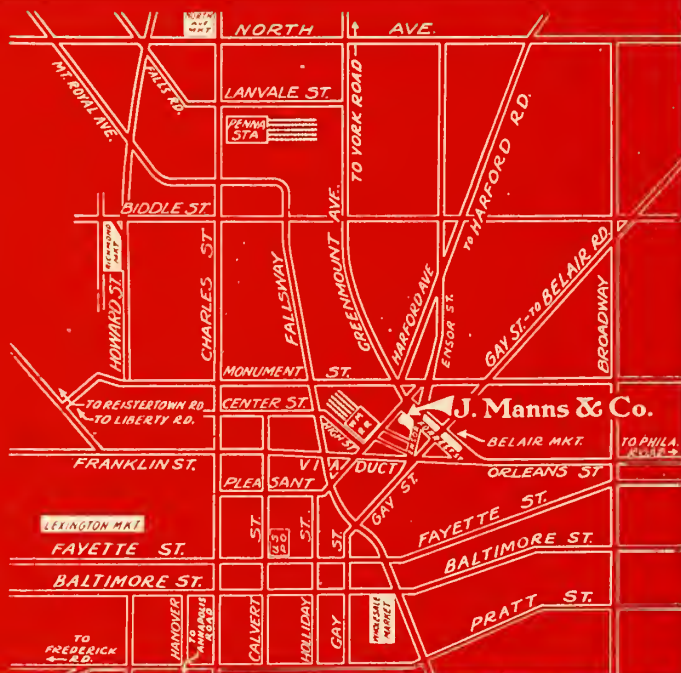 NORTH
AVE
MKT
NORTH AVE.
MT. ROYAL AVE.
FALLS RD.
LANVALE ST.
PENNA
STA
TO YORK ROAD
TO HARFORD RD.
BIDDLE ST.
RICHMOND
MKT
HOWARD ST.
CHARLES ST
FALLSWAY
GREENMOUNT AVE.
HARFORD AVE
ENSOR ST.
GAY ST.-TO BELAIR RD.
BROADWAY
MONUMENT ST.
TO REISTERTOWN RD
TO LIBERTY RD.
CENTER ST.
HIGH ST
J. Manns & Co.
BELAIR MKT.
TO PHILA.
FRANKLIN ST.
VIADUCT
ORLEANS ST
PLEASANT
GAY ST.
LEXINGTON MKT
ST.
U S
P O
ST.
ST.
FAYETTE ST.
FAYETTE ST.
BALTIMORE ST.
BALTIMORE ST.
PRATT ST.
HANOVER
TO
ANNAPOLIS
ROAD
CALVERT
HOLLIDAY
GAY
WHOLESALE
MARKET
TO
FREDERICK
RD.